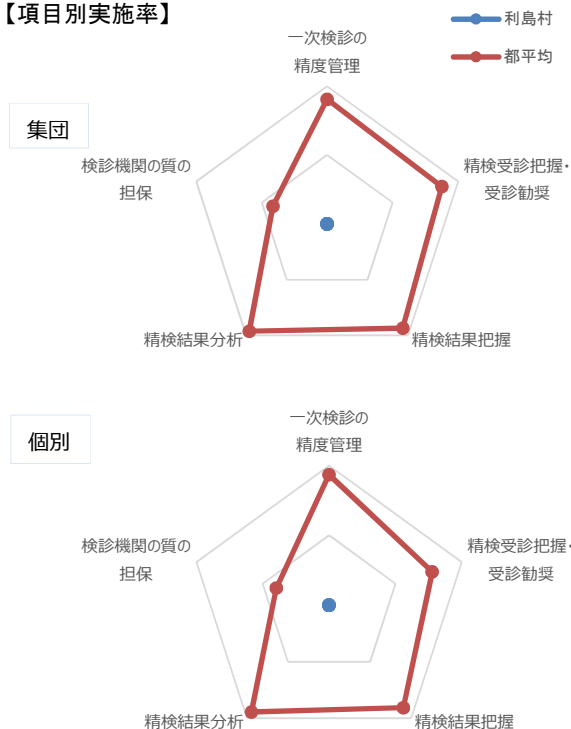 【項目別実施率】
利島村
都平均
集団
一次検診の
精度管理
精検受診把握・
受診勧奨
精検結果把握
精検結果分析
検診機関の質の
担保
個別
一次検診の
精度管理
精検受診把握・
受診勧奨
精検結果把握
精検結果分析
検診機関の質の
担保